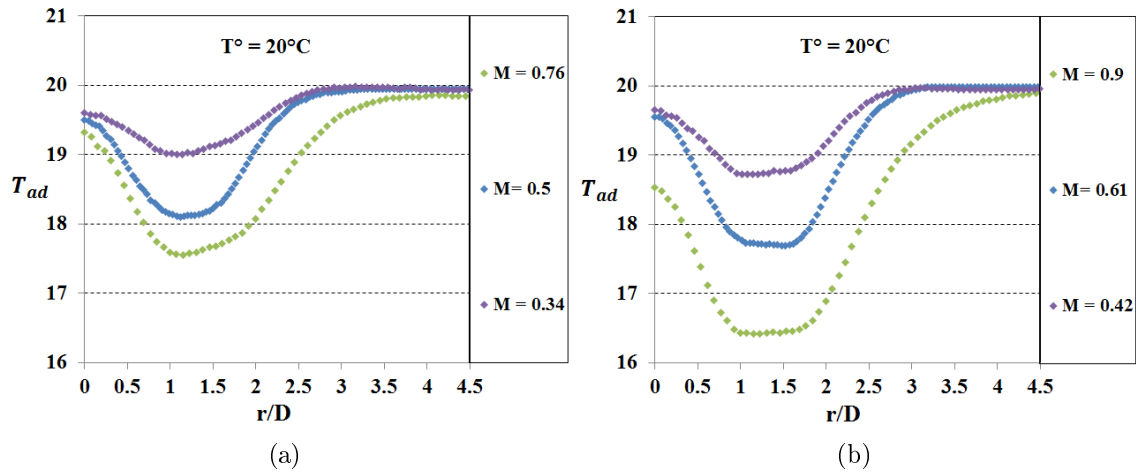 21
20
19
18
17
16
T_ad
T° = 20°C
0 0.5 1 1.5 2 2.5 3 3.5 4 4.5
r/D
M = 0.76
M= 0.5
M = 0.34
(a)
21
20
19
18
17
16
T_ad
T° = 20°C
0 0.5 1 1.5 2 2.5 3 3.5 4 4.5
r/D
M = 0.9
M= 0.61
M = 0.42
(b)